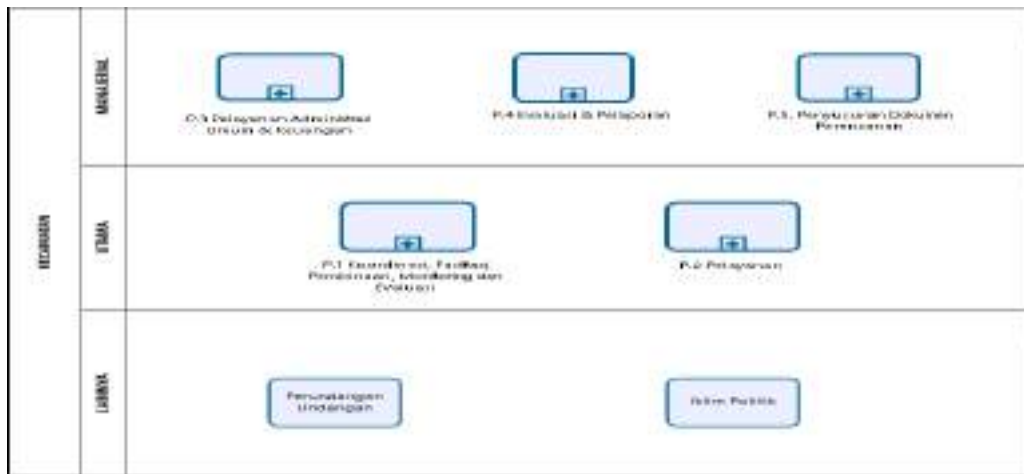 KECAMATAN
MANAJERIAL
P.3 Pelayanan Administrasi
Umum & Keuangan
P.4 Evaluasi & Pelaporan
P.5. Penyusunan Dokumen
Perencanaan
UTAMA
P.1 Koordinasi, Fasilitasi,
Pembinaan, Monitoring dan
Evaluasi
P.2 Pelayanan
LAINNYA
Perundangan
Undangan
Iklim Politik